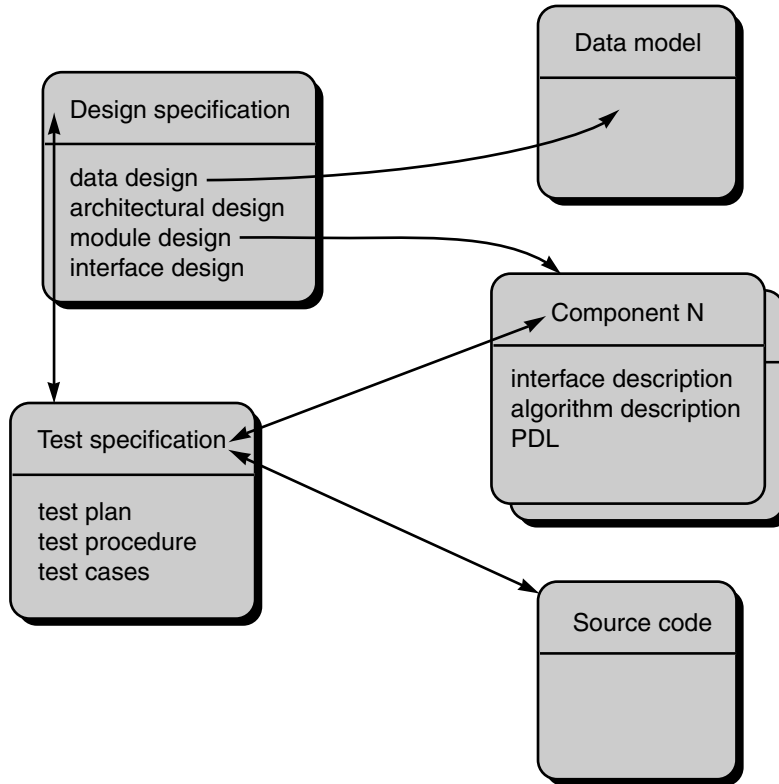 Data model
Design specification
data design
architectural design
module design
interface design
Component N
interface description
algorithm description
PDL
Test specification
test plan
test procedure
test cases
Source code